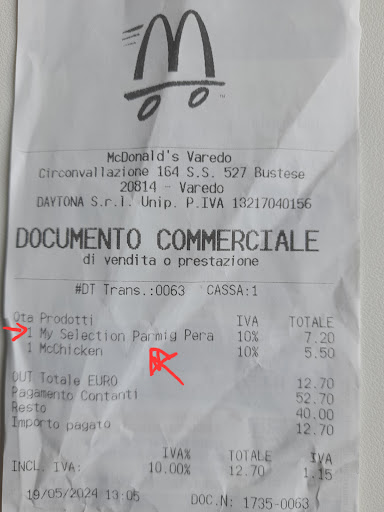 McDonald's Varedo
Circonvallazione 164 S.S. 527 Bustese
20814 - Varedo
DAYTONA S.r.l. Unip. P.IVA 13217040156
DOCUMENTO COMMERCIALE
di vendita o prestazione
#DT Trans.:0063 CASSA:1
Qta Prodotti IVA TOTALE
1 My Selection Parmig Pera 10% 7.20
1 McChicken 10% 5.50
OUT Totale EURO 12.70
Pagamento Contanti 52.70
Resto 40.00
Importo pagato 12.70
IVA% TOTALE IVA
INCL. IVA: 10.00% 12.70 1.15
19/05/2024 13:05 DOC.N: 1735-0063